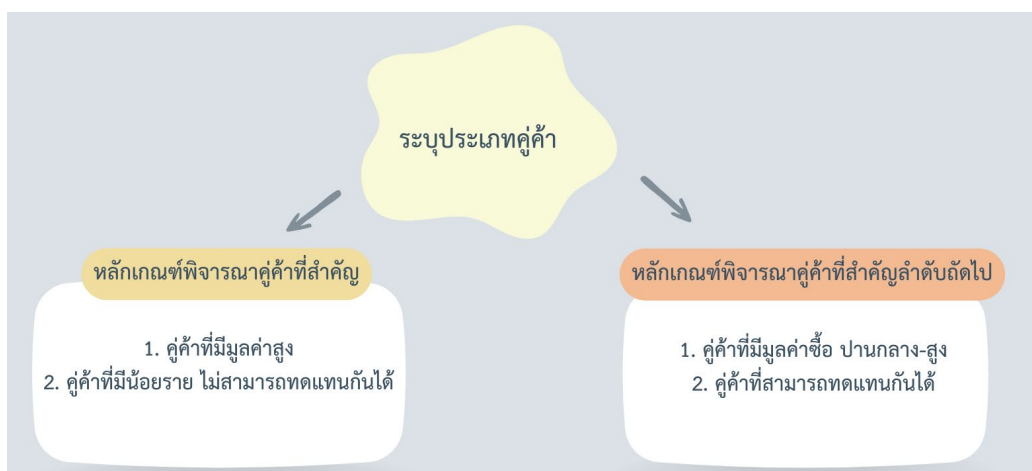 ระบุประเภทคู่ค้า
หลักเกณฑ์พิจารณาคู่ค้าที่สำคัญ
1. คู่ค้าที่มีมูลค่าสูง
2. คู่ค้าที่มีน้อยราย ไม่สามารถทดแทนกันได้
หลักเกณฑ์พิจารณาคู่ค้าที่สำคัญลำดับถัดไป
1. คู่ค้าที่มีมูลค่าซื้อ ปานกลาง-สูง
2. คู่ค้าที่สามารถทดแทนกันได้